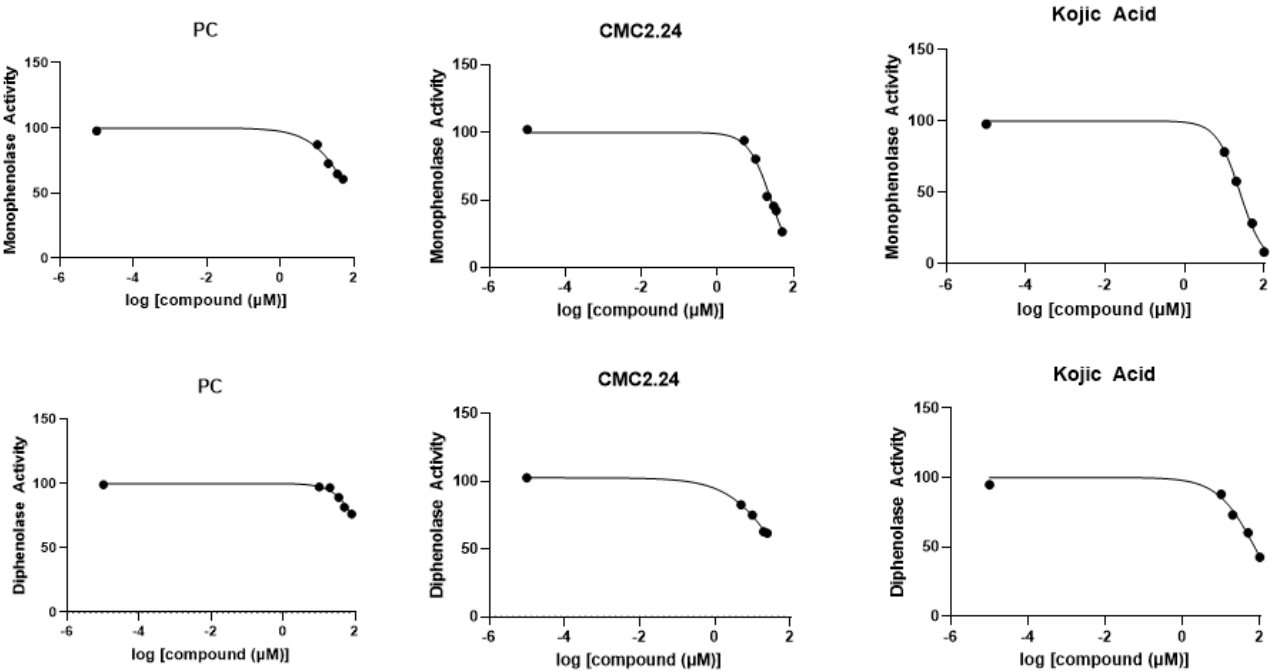 PC
150
100
50
0
-6 -4 -2 0 2
Monophenolase Activity
log [compound (µM)]
CMC2.24
150
100
50
0
-6 -4 -2 0 2
Monophenolase Activity
log [compound (µM)]
Kojic Acid
150
100
50
0
-6 -4 -2 0 2
Monophenolase Activity
log [compound (µM)]
PC
150
100
50
0
-6 -4 -2 0 2
Diphenolase Activity
log [compound (µM)]
CMC2.24
150
100
50
0
-6 -4 -2 0 2
Diphenolase Activity
log [compound (µM)]
Kojic Acid
150
100
50
0
-6 -4 -2 0 2
Diphenolase Activity
log [compound (µM)]